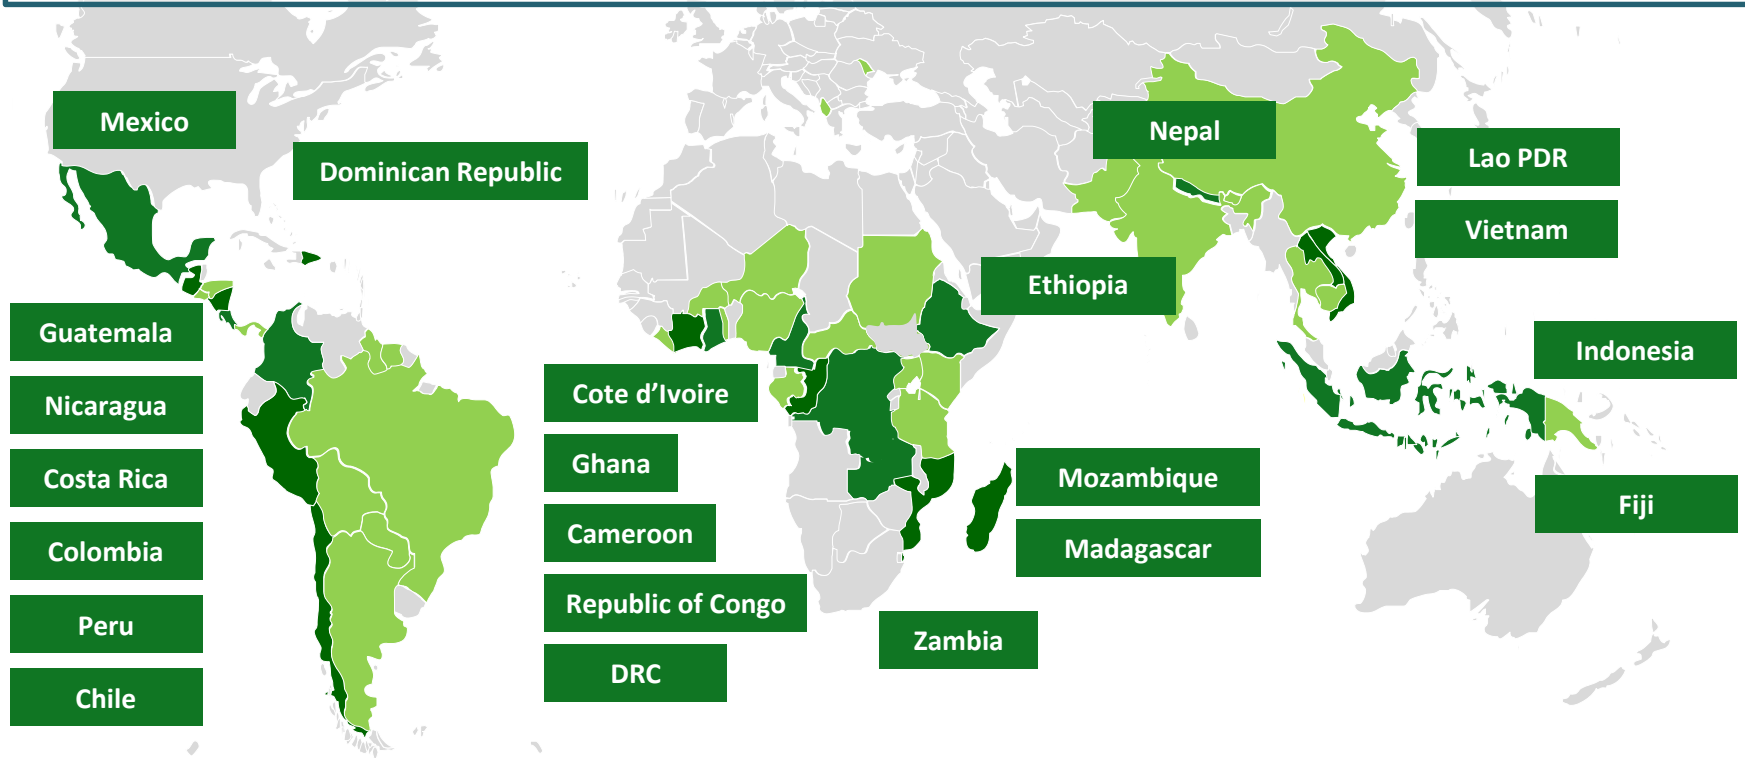 Mexico
Dominican Republic
Nepal
Lao PDR
Vietnam
Ethiopia
Guatemala
Nicaragua
Costa Rica
Colombia
Peru
Chile
Cote d’Ivoire
Ghana
Cameroon
Republic of Congo
DRC
Zambia
Mozambique
Madagascar
Indonesia
Fiji